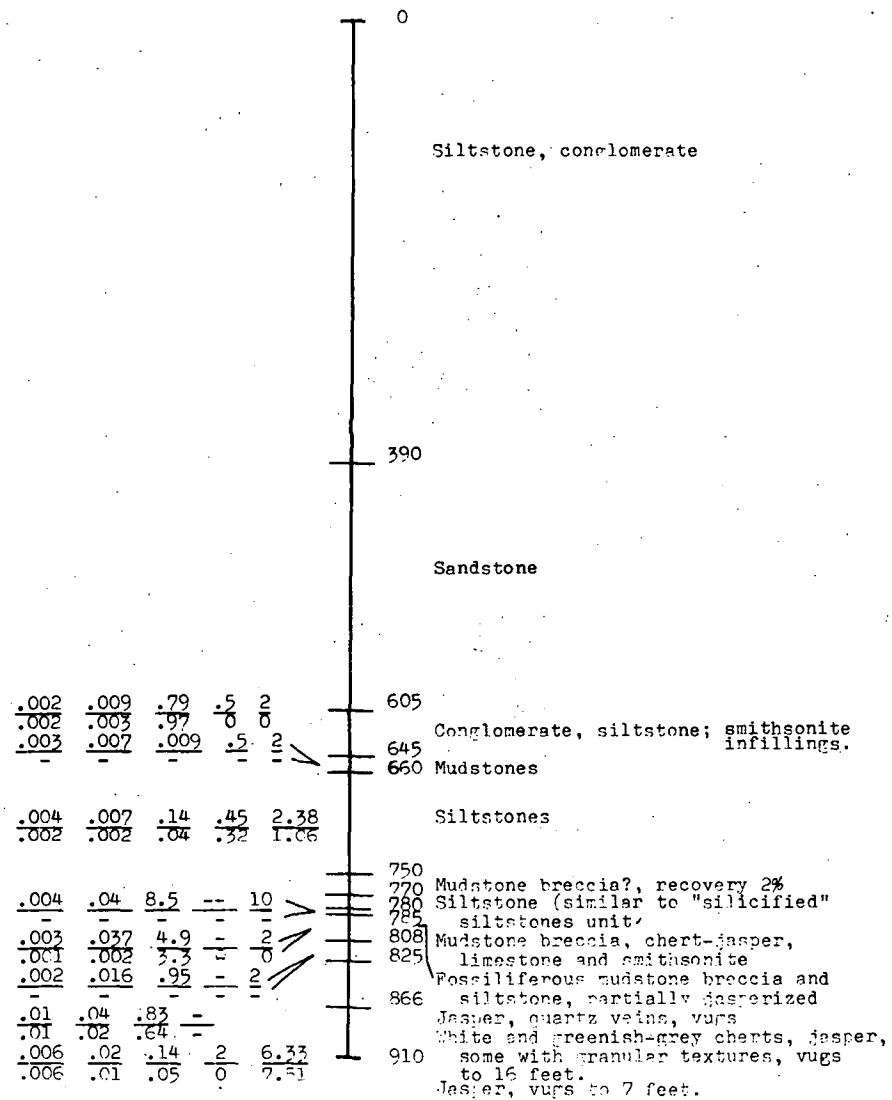 0
Siltstone, conglomerate
390
Sandstone
.002 .009 .79 .5 2
.002 .003 .97 0 0
605
Conglomerate, siltstone; smithsonite
infillings.
.003 .007 .009 .5 2
- - - - -
645
660 Mudstones
.004 .007 .14 .45 2.38
.002 .002 .04 .32 1.06
Siltstones
750
770 Mudstone breccia?, recovery 2%
.004 .04 8.5 -- 10
- - - - -
780 Siltstone (similar to "silicified"
785 siltstones unit
.003 .037 4.9 - 2
.001 .002 3.3 - 0
808 Mudstone breccia, chert-jasper,
825 limestone and smithsonite
.002 .016 .95 - 2
- - - - -
Fossiliferous mudstone breccia and
866 siltstone, partially jasperized
.01 .04 .83 -
.01 .02 .64 -
Jasper, quartz veins, vugs
White and greenish-grey cherts, jasper,
.006 .02 .14 2 6.33
.006 .01 .05 0
910 some with granular textures, vugs
to 16 feet.
Jasper, vugs to 7 feet.